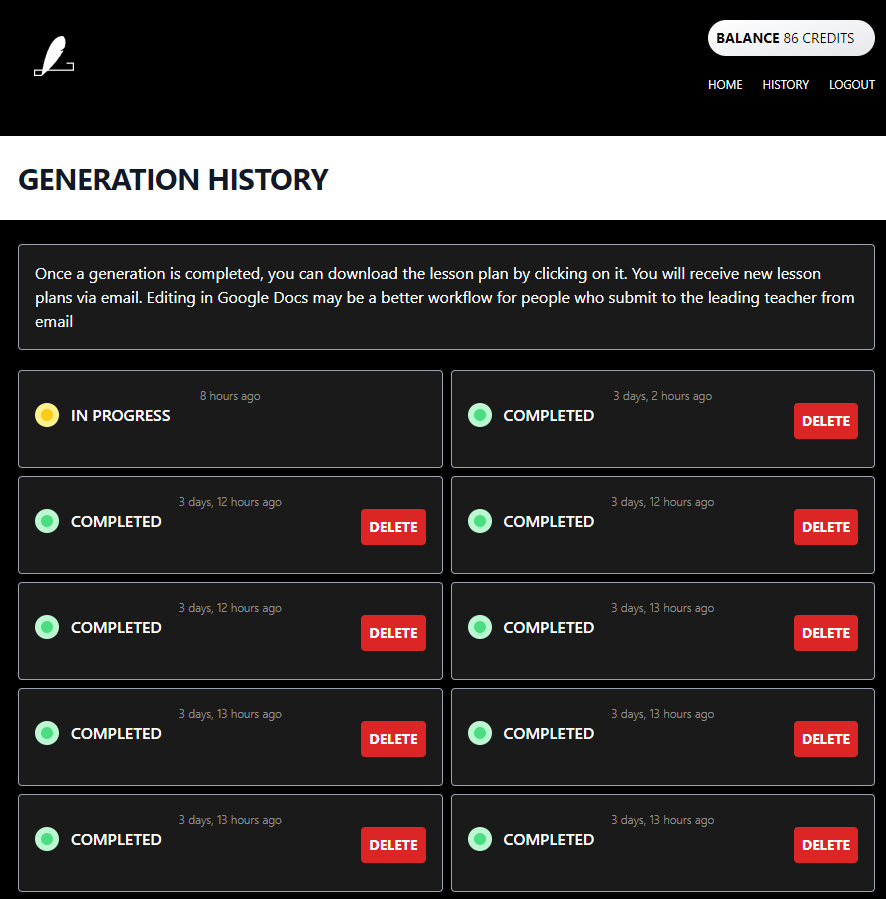 BALANCE 86 CREDITS
HOME HISTORY LOGOUT
GENERATION HISTORY
Once a generation is completed, you can download the lesson plan by clicking on it. You will receive new lesson
plans via email. Editing in Google Docs may be a better workflow for people who submit to the leading teacher from
email
8 hours ago
IN PROGRESS
3 days, 2 hours ago
COMPLETED
DELETE
3 days, 12 hours ago
COMPLETED
DELETE
3 days, 12 hours ago
COMPLETED
DELETE
3 days, 12 hours ago
COMPLETED
DELETE
3 days, 13 hours ago
COMPLETED
DELETE
3 days, 13 hours ago
COMPLETED
DELETE
3 days, 13 hours ago
COMPLETED
DELETE
3 days, 13 hours ago
COMPLETED
DELETE
3 days, 13 hours ago
COMPLETED
DELETE